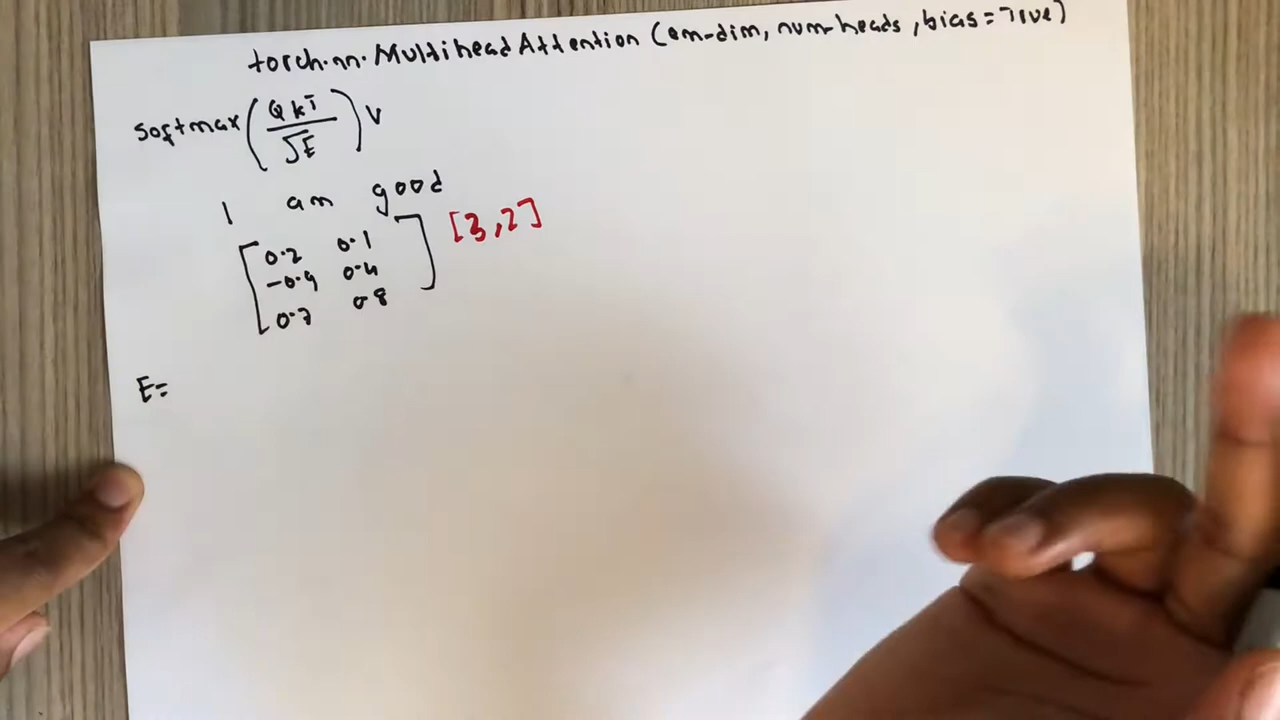 torch.nn.MultiheadAttention (em-dim, num-heads, bias=True)
softmax(QKᵀ/√E)V
I am good
[0.2 0.1
-0.4 0.4
0.7 0.8] [3,2]
E=